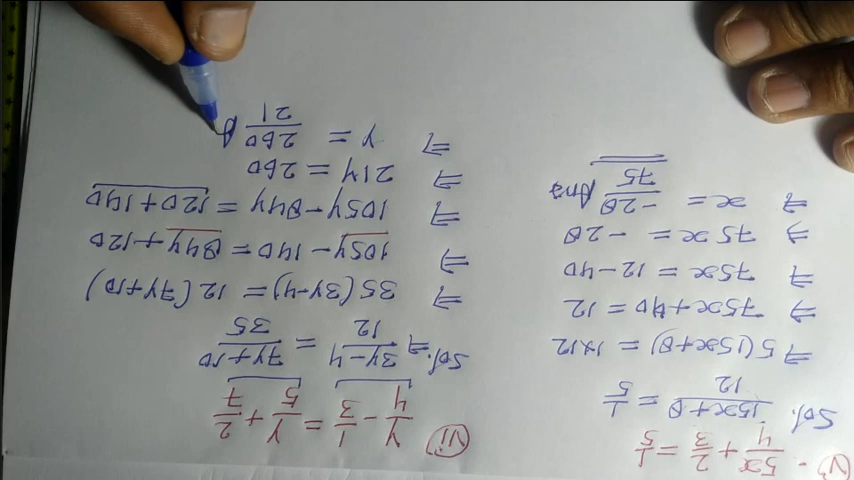 (v). 5x/4 + 2/3 = 1/5
Sol. (15x+8)/12 = 1/5
⇒ 5(15x+8) = 1×12
⇒ 75x+40 = 12
⇒ 75x = 12-40
⇒ 75x = -28
⇒ x = -28/75 Ans
(vi) y/4 - 1/3 = y/5 + 2/7
Sol. ⇒ (3y-4)/12 = (7y+10)/35
⇒ 35(3y-4) = 12(7y+10)
⇒ 105y-140 = 84y+120
⇒ 105y-84y = 120+140
⇒ 21y = 260
⇒ y = 260/21 A